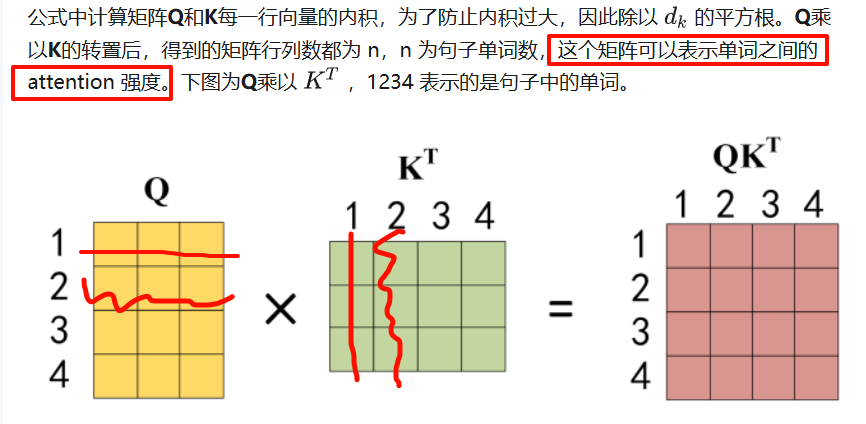 公式中计算矩阵Q和K每一行向量的内积，为了防止内积过大，因此除以 d_k 的平方根。Q乘
以K的转置后，得到的矩阵行列数都为 n，n 为句子单词数，这个矩阵可以表示单词之间的
attention 强度。下图为Q乘以 K^T ，1234 表示的是句子中的单词。
Q
K^T
QK^T
1 2 3 4
1 2 3 4
1
2
3
4
×
=
1
2
3
4